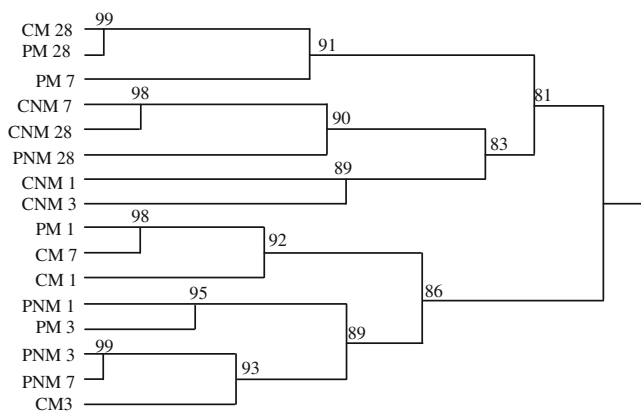 99
CM 28
91
PM 28
PM 7
81
98
CNM 7
90
CNM 28
83
PNM 28
89
CNM 1
CNM 3
98
PM 1
92
CM 7
CM 1
86
95
PNM 1
89
PM 3
99
PNM 3
93
PNM 7
CM3